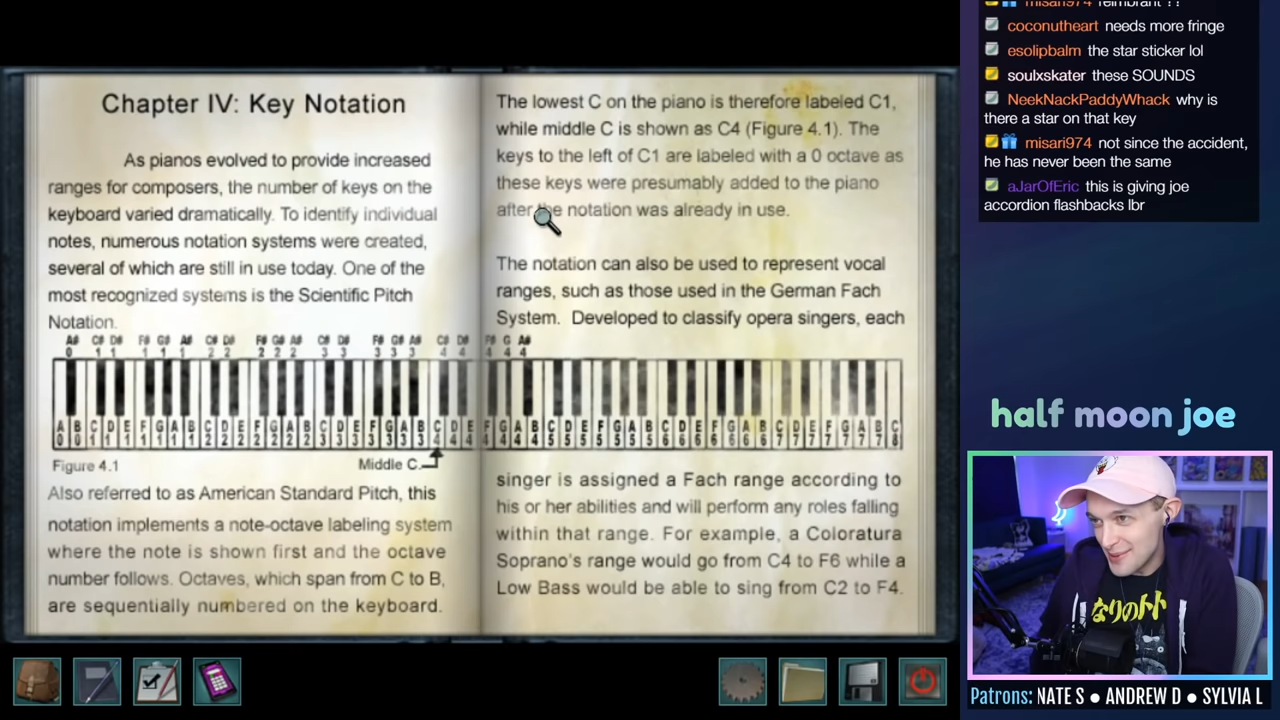 Chapter IV: Key Notation
As pianos evolved to provide increased
ranges for composers, the number of keys on the
keyboard varied dramatically. To identify individual
notes, numerous notation systems were created,
several of which are still in use today. One of the
most recognized systems is the Scientific Pitch
Notation.
Figure 4.1
Middle C
Also referred to as American Standard Pitch, this
notation implements a note-octave labeling system
where the note is shown first and the octave
number follows. Octaves, which span from C to B,
are sequentially numbered on the keyboard.
The lowest C on the piano is therefore labeled C1,
while middle C is shown as C4 (Figure 4.1). The
keys to the left of C1 are labeled with a 0 octave as
these keys were presumably added to the piano
after the notation was already in use.
The notation can also be used to represent vocal
ranges, such as those used in the German Fach
System. Developed to classify opera singers, each
singer is assigned a Fach range according to
his or her abilities and will perform any roles falling
within that range. For example, a Coloratura
Soprano's range would go from C4 to F6 while a
Low Bass would be able to sing from C2 to F4.
coconutheart needs more fringe
esolipbalm the star sticker lol
soulxskater these SOUNDS
NeekNackPaddyWhack why is
there a star on that key
misari974 not since the accident,
he has never been the same
aJarOfEric this is giving joe
accordion flashbacks lbr
half moon joe
なりのトト
Patrons: NATE S ● ANDREW D ● SYLVIA L